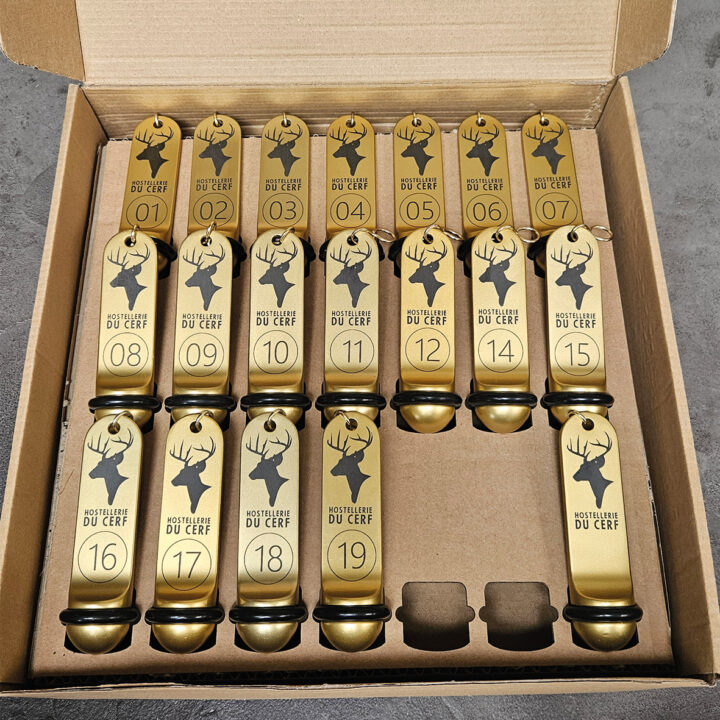 HOSTELLERIE
DU CERF
01
HOSTELLERIE
DU CERF
02
HOSTELLERIE
DU CERF
03
HOSTELLERIE
DU CERF
04
HOSTELLERIE
DU CERF
05
HOSTELLERIE
DU CERF
06
HOSTELLERIE
DU CERF
07
HOSTELLERIE
DU CERF
08
HOSTELLERIE
DU CERF
09
HOSTELLERIE
DU CERF
10
HOSTELLERIE
DU CERF
11
HOSTELLERIE
DU CERF
12
HOSTELLERIE
DU CERF
14
HOSTELLERIE
DU CERF
15
HOSTELLERIE
DU CERF
16
HOSTELLERIE
DU CERF
17
HOSTELLERIE
DU CERF
18
HOSTELLERIE
DU CERF
19
HOSTELLERIE
DU CERF